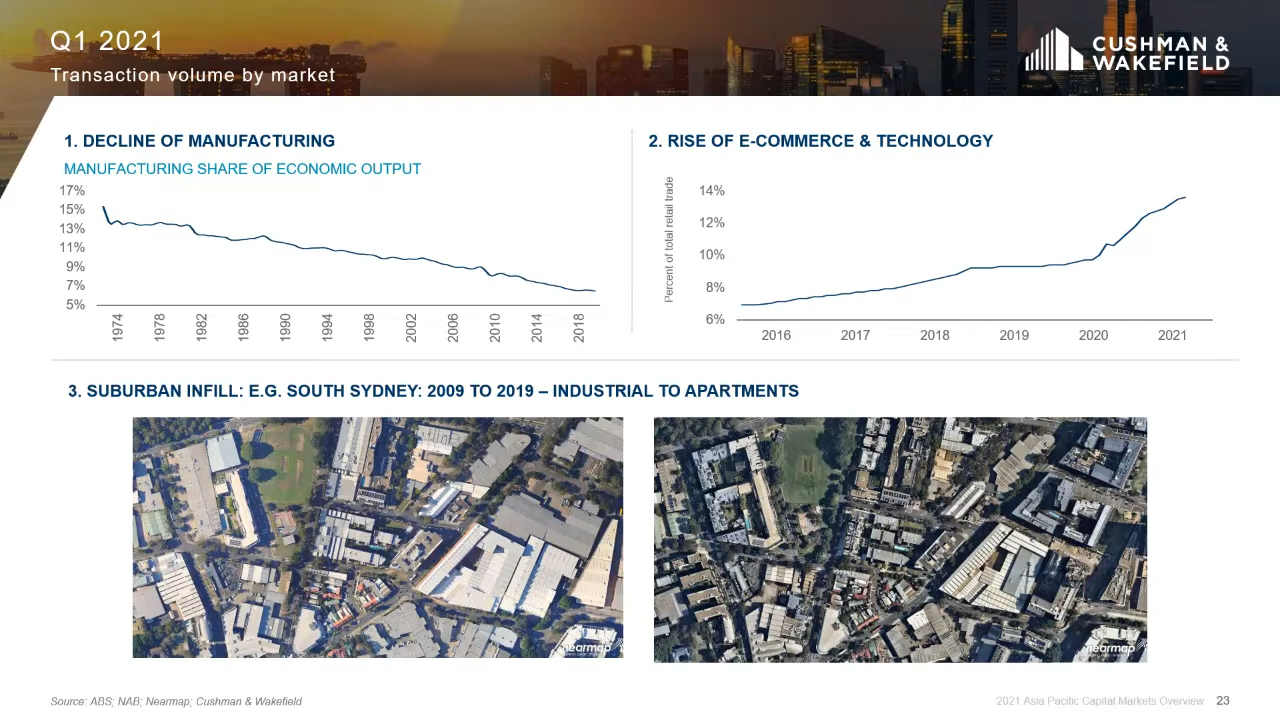 Q1 2021
Transaction volume by market
CUSHMAN &
WAKEFIELD
1. DECLINE OF MANUFACTURING
MANUFACTURING SHARE OF ECONOMIC OUTPUT
17%
15%
13%
11%
9%
7%
5%
1974
1978
1982
1986
1990
1994
1998
2002
2006
2010
2014
2018
2. RISE OF E-COMMERCE & TECHNOLOGY
Percent of total retail trade
14%
12%
10%
8%
6%
2016
2017
2018
2019
2020
2021
3. SUBURBAN INFILL: E.G. SOUTH SYDNEY: 2009 TO 2019 – INDUSTRIAL TO APARTMENTS
nearmap
nearmap
Source: ABS; NAB; Nearmap; Cushman & Wakefield
2021 Asia Pacific Capital Markets Overview 23